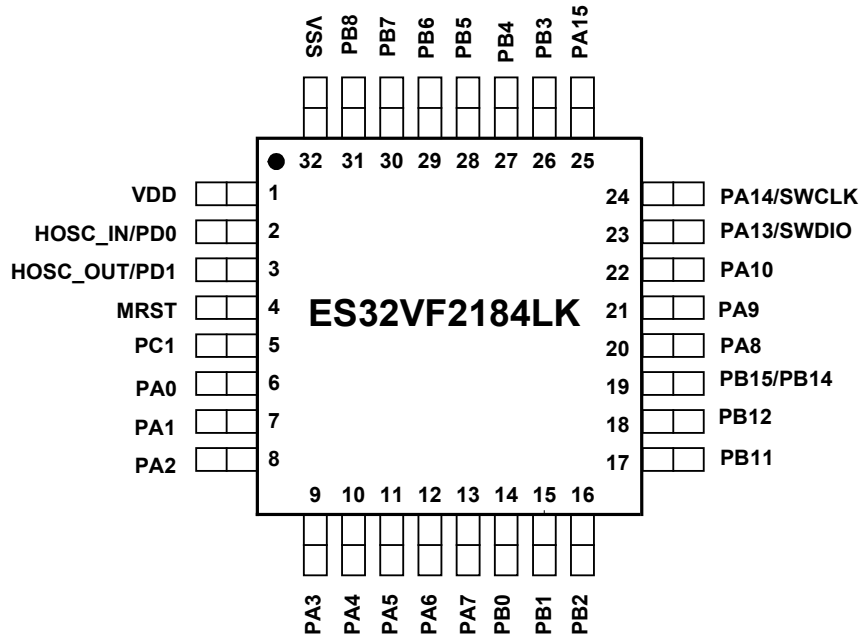 VSS PB8 PB7 PB6 PB5 PB4 PB3 PA15
32 31 30 29 28 27 26 25
VDD 1
HOSC_IN/PD0 2
HOSC_OUT/PD1 3
MRST 4
PC1 5
PA0 6
PA1 7
PA2 8
ES32VF2184LK
24 PA14/SWCLK
23 PA13/SWDIO
22 PA10
21 PA9
20 PA8
19 PB15/PB14
18 PB12
17 PB11
9 10 11 12 13 14 15 16
PA3 PA4 PA5 PA6 PA7 PB0 PB1 PB2